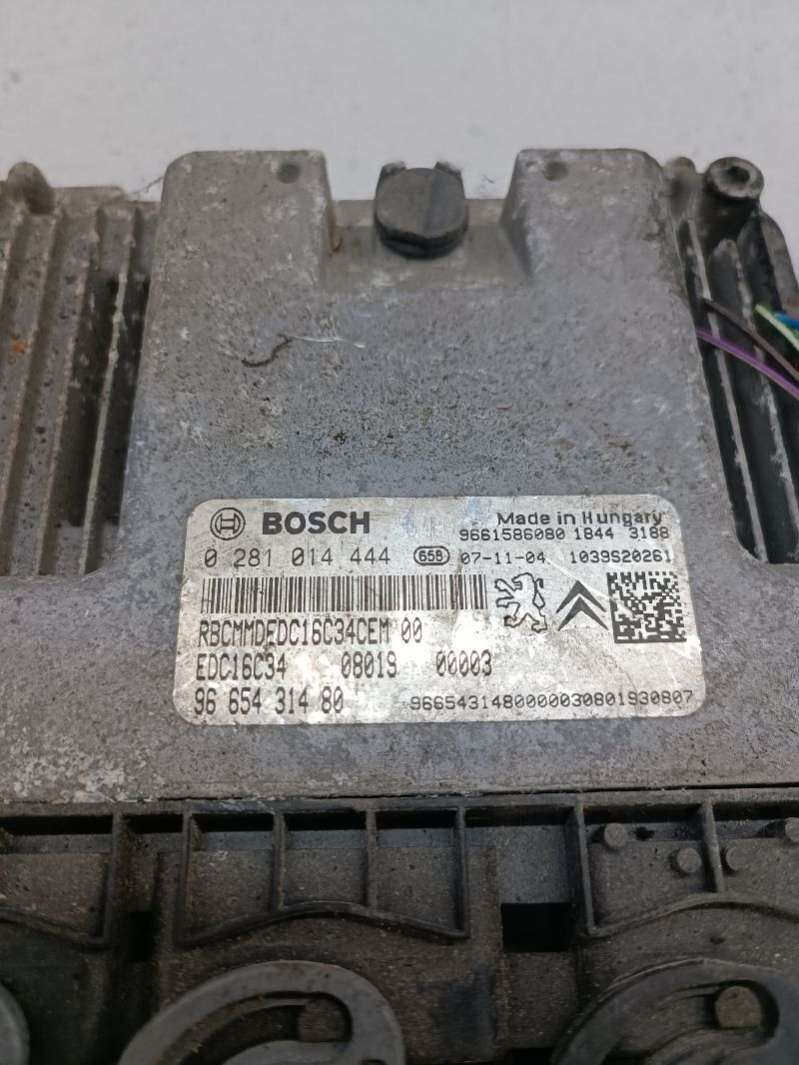 BOSCH Made in Hungary
9661586080 1844 3188
0 281 014 444 658 07-11-04 1039S20261
RBCMMDEDC16C34CEM 00
EDC16C34 08019 00003
96 654 314 80 9665431480000030801930807